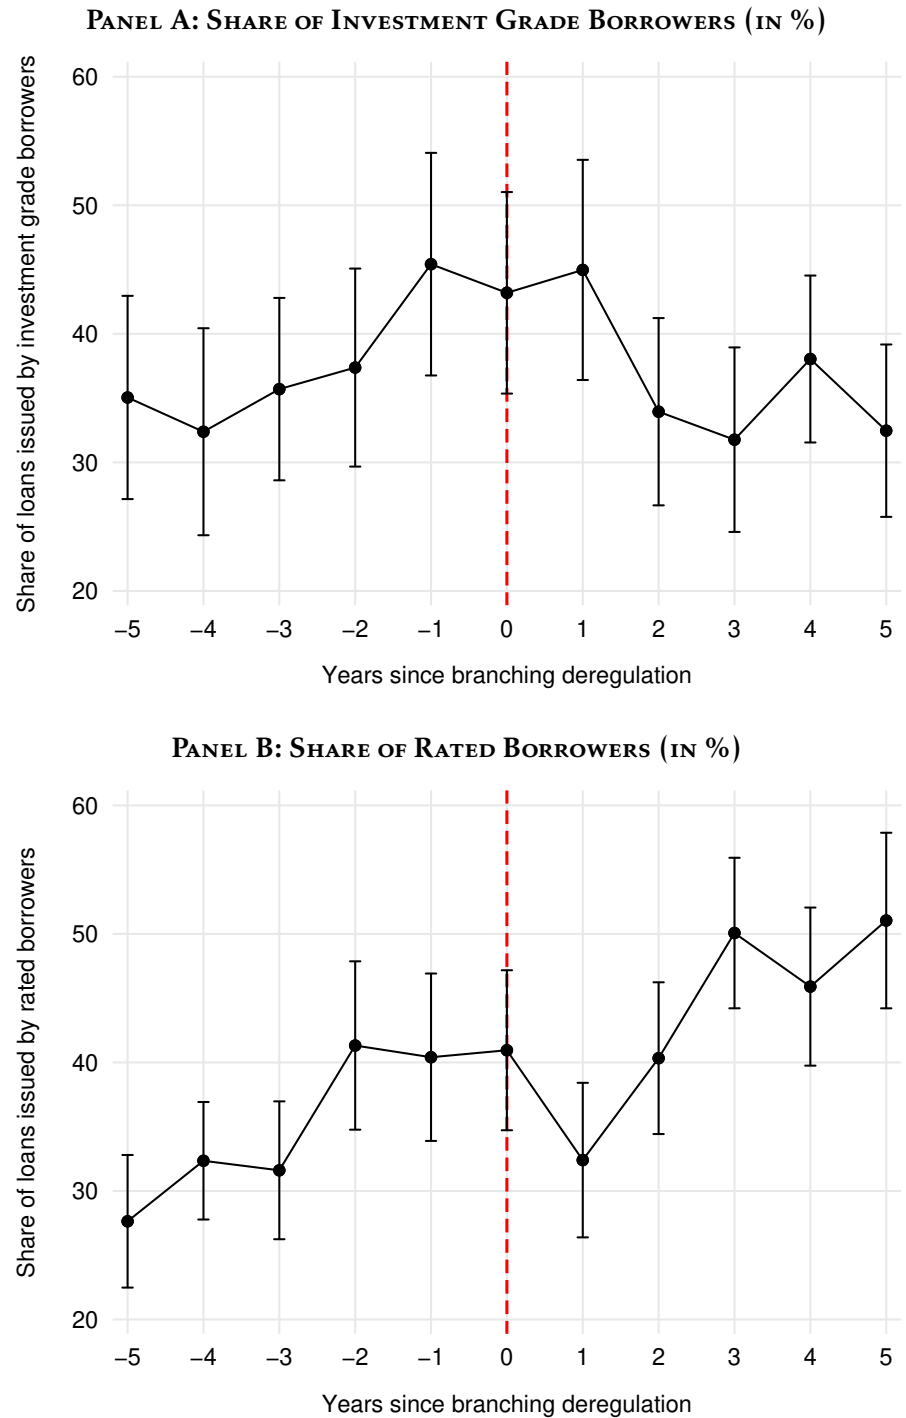 Panel A: Share of Investment Grade Borrowers (in %)
Share of loans issued by investment grade borrowers
60
50
40
30
20
−5 −4 −3 −2 −1 0 1 2 3 4 5
Years since branching deregulation
Panel B: Share of Rated Borrowers (in %)
Share of loans issued by rated borrowers
60
50
40
30
20
−5 −4 −3 −2 −1 0 1 2 3 4 5
Years since branching deregulation